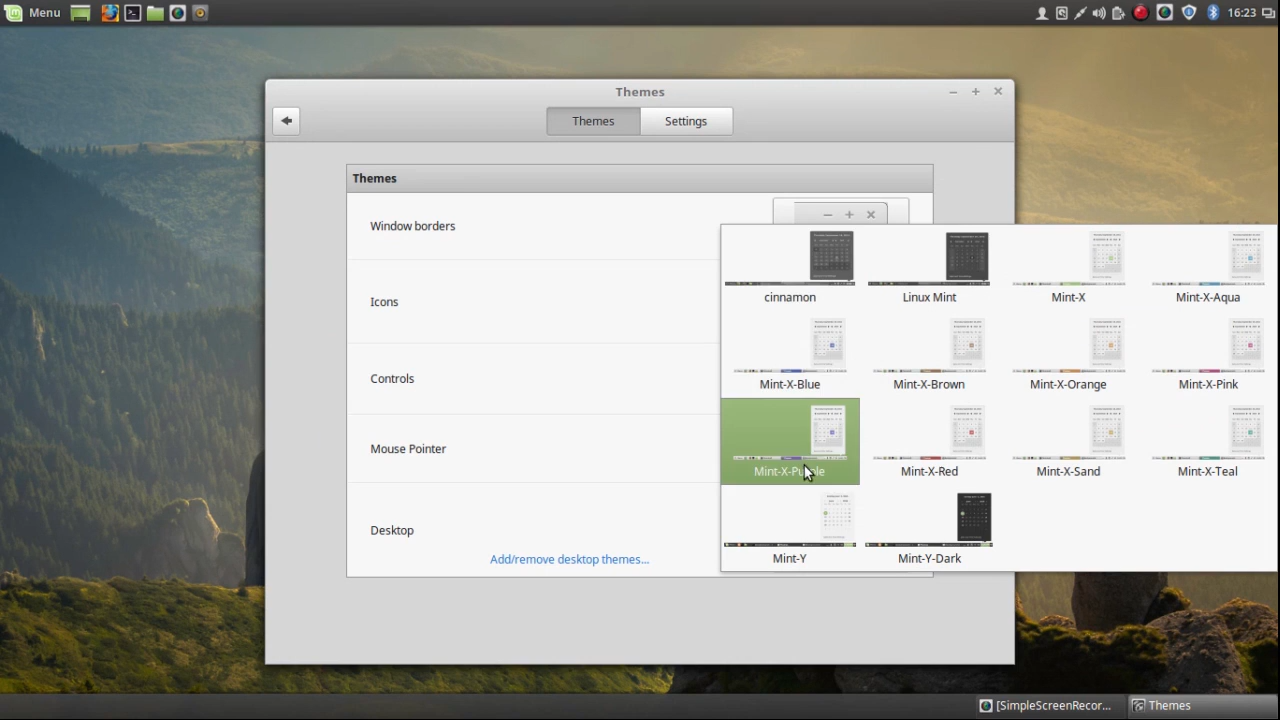 Menu
16:23
Themes
Themes Settings
Themes
Window borders
Icons
Controls
Mouse Pointer
Desktop
Add/remove desktop themes...
cinnamon Linux Mint Mint-X Mint-X-Aqua
Mint-X-Blue Mint-X-Brown Mint-X-Orange Mint-X-Pink
Mint-X-Purple Mint-X-Red Mint-X-Sand Mint-X-Teal
Mint-Y Mint-Y-Dark
[SimpleScreenRecor... Themes